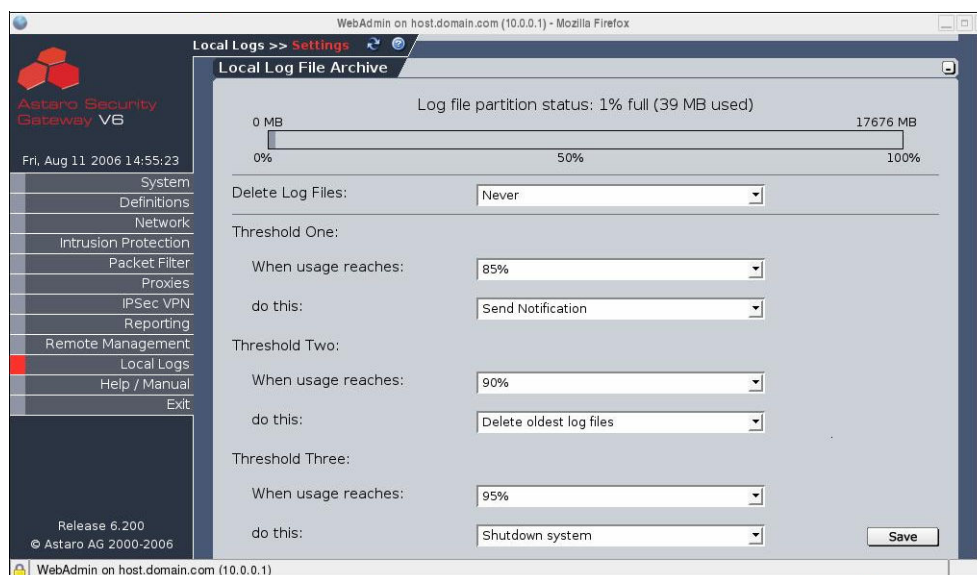 WebAdmin on host.domain.com (10.0.0.1) - Mozilla Firefox
Local Logs >> Settings
Local Log File Archive
Astaro Security
Gateway V6
Fri, Aug 11 2006 14:55:23
System
Definitions
Network
Intrusion Protection
Packet Filter
Proxies
IPSec VPN
Reporting
Remote Management
Local Logs
Help / Manual
Exit
Release 6.200
© Astaro AG 2000-2006
Log file partition status: 1% full (39 MB used)
0 MB 17676 MB
0% 50% 100%
Delete Log Files: Never
Threshold One:
When usage reaches: 85%
do this: Send Notification
Threshold Two:
When usage reaches: 90%
do this: Delete oldest log files
Threshold Three:
When usage reaches: 95%
do this: Shutdown system
Save
WebAdmin on host.domain.com (10.0.0.1)